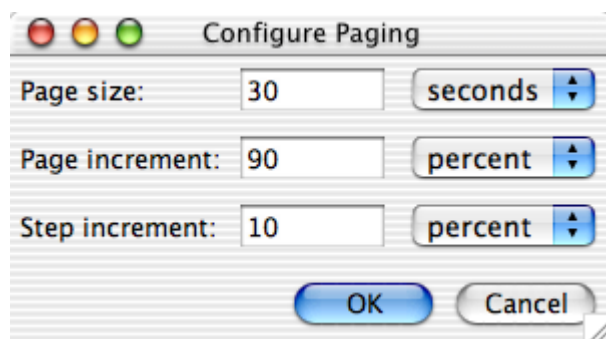 Configure Paging
Page size: 30 seconds
Page increment: 90 percent
Step increment: 10 percent
OK Cancel